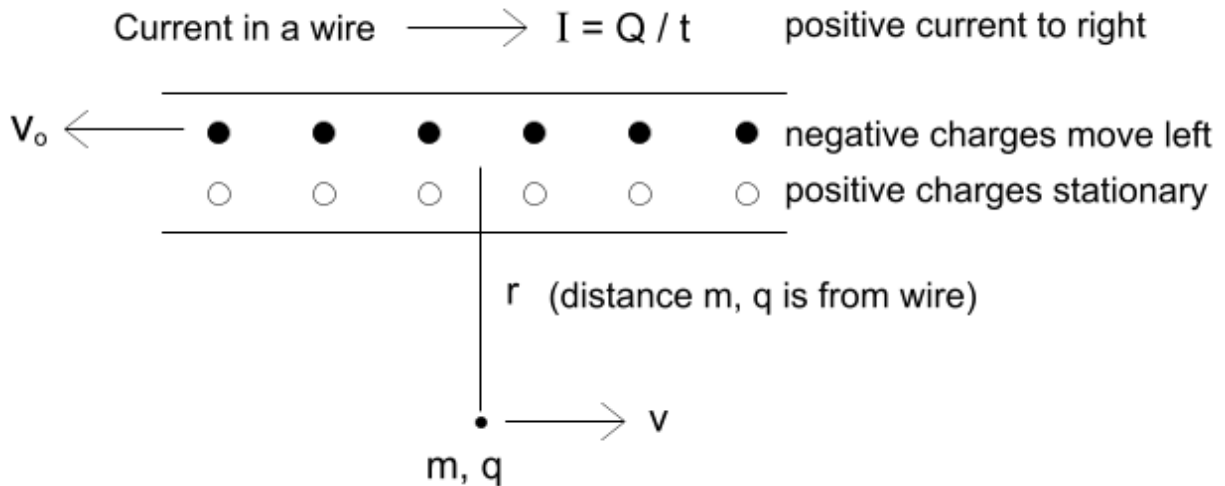 Current in a wire I = Q / t positive current to right
vo negative charges move left
positive charges stationary
r (distance m, q is from wire)
v
m, q